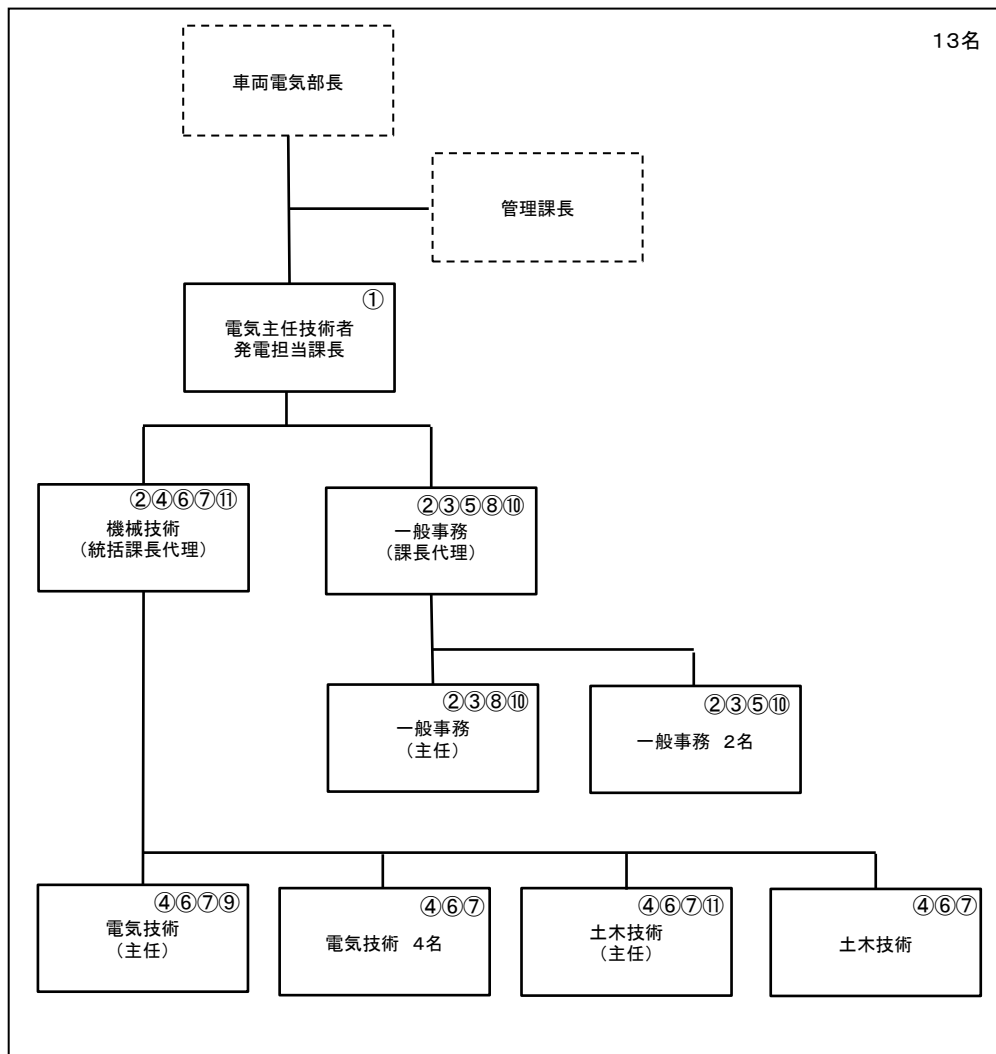 13名
車両電気部長
管理課長
①
電気主任技術者
発電担当課長
②④⑥⑦⑪
機械技術
（統括課長代理）
②③⑤⑧⑩
一般事務
（課長代理）
②③⑧⑩
一般事務
（主任）
②③⑤⑩
一般事務　2名
④⑥⑦⑨
電気技術
（主任）
④⑥⑦
電気技術　4名
④⑥⑦⑪
土木技術
（主任）
④⑥⑦
土木技術